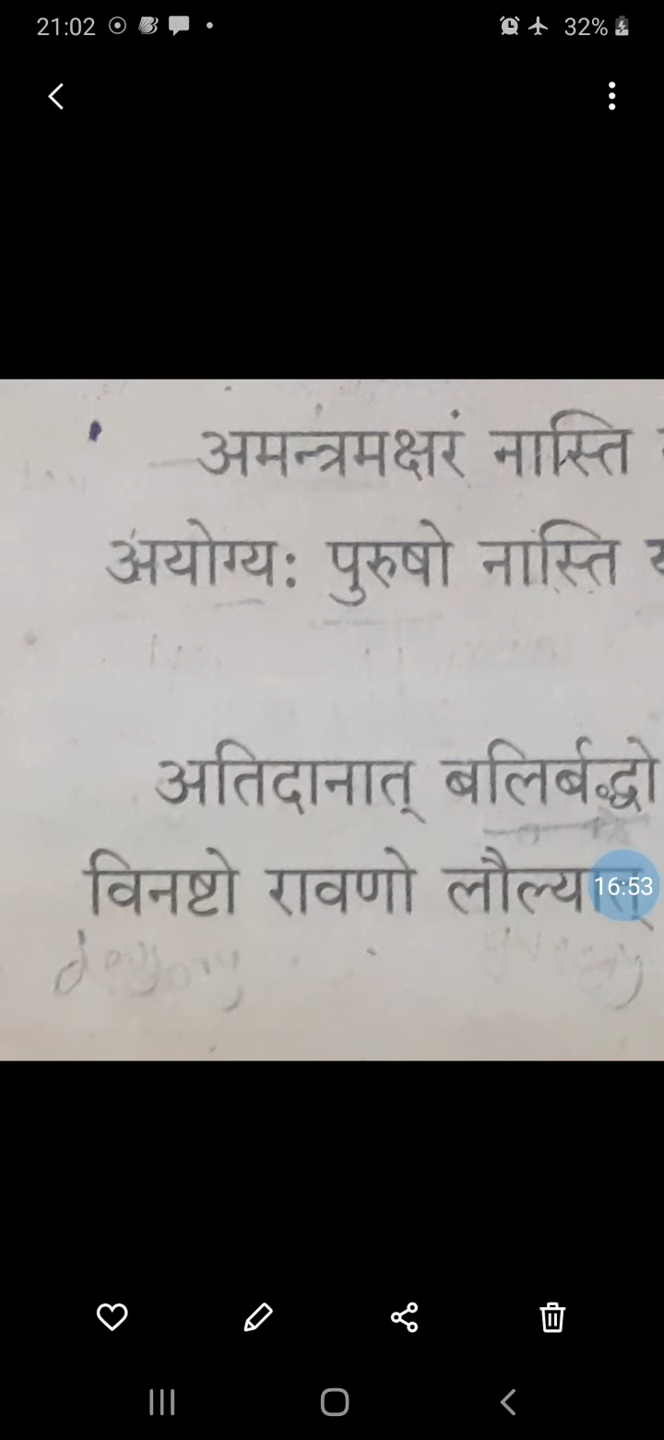 21:02
32%
अमन्त्रमक्षरं नास्ति
अयोग्यः पुरुषो नास्ति
अतिदानात् बलिर्बद्धो
विनष्टो रावणो लौल्यात्
16:53